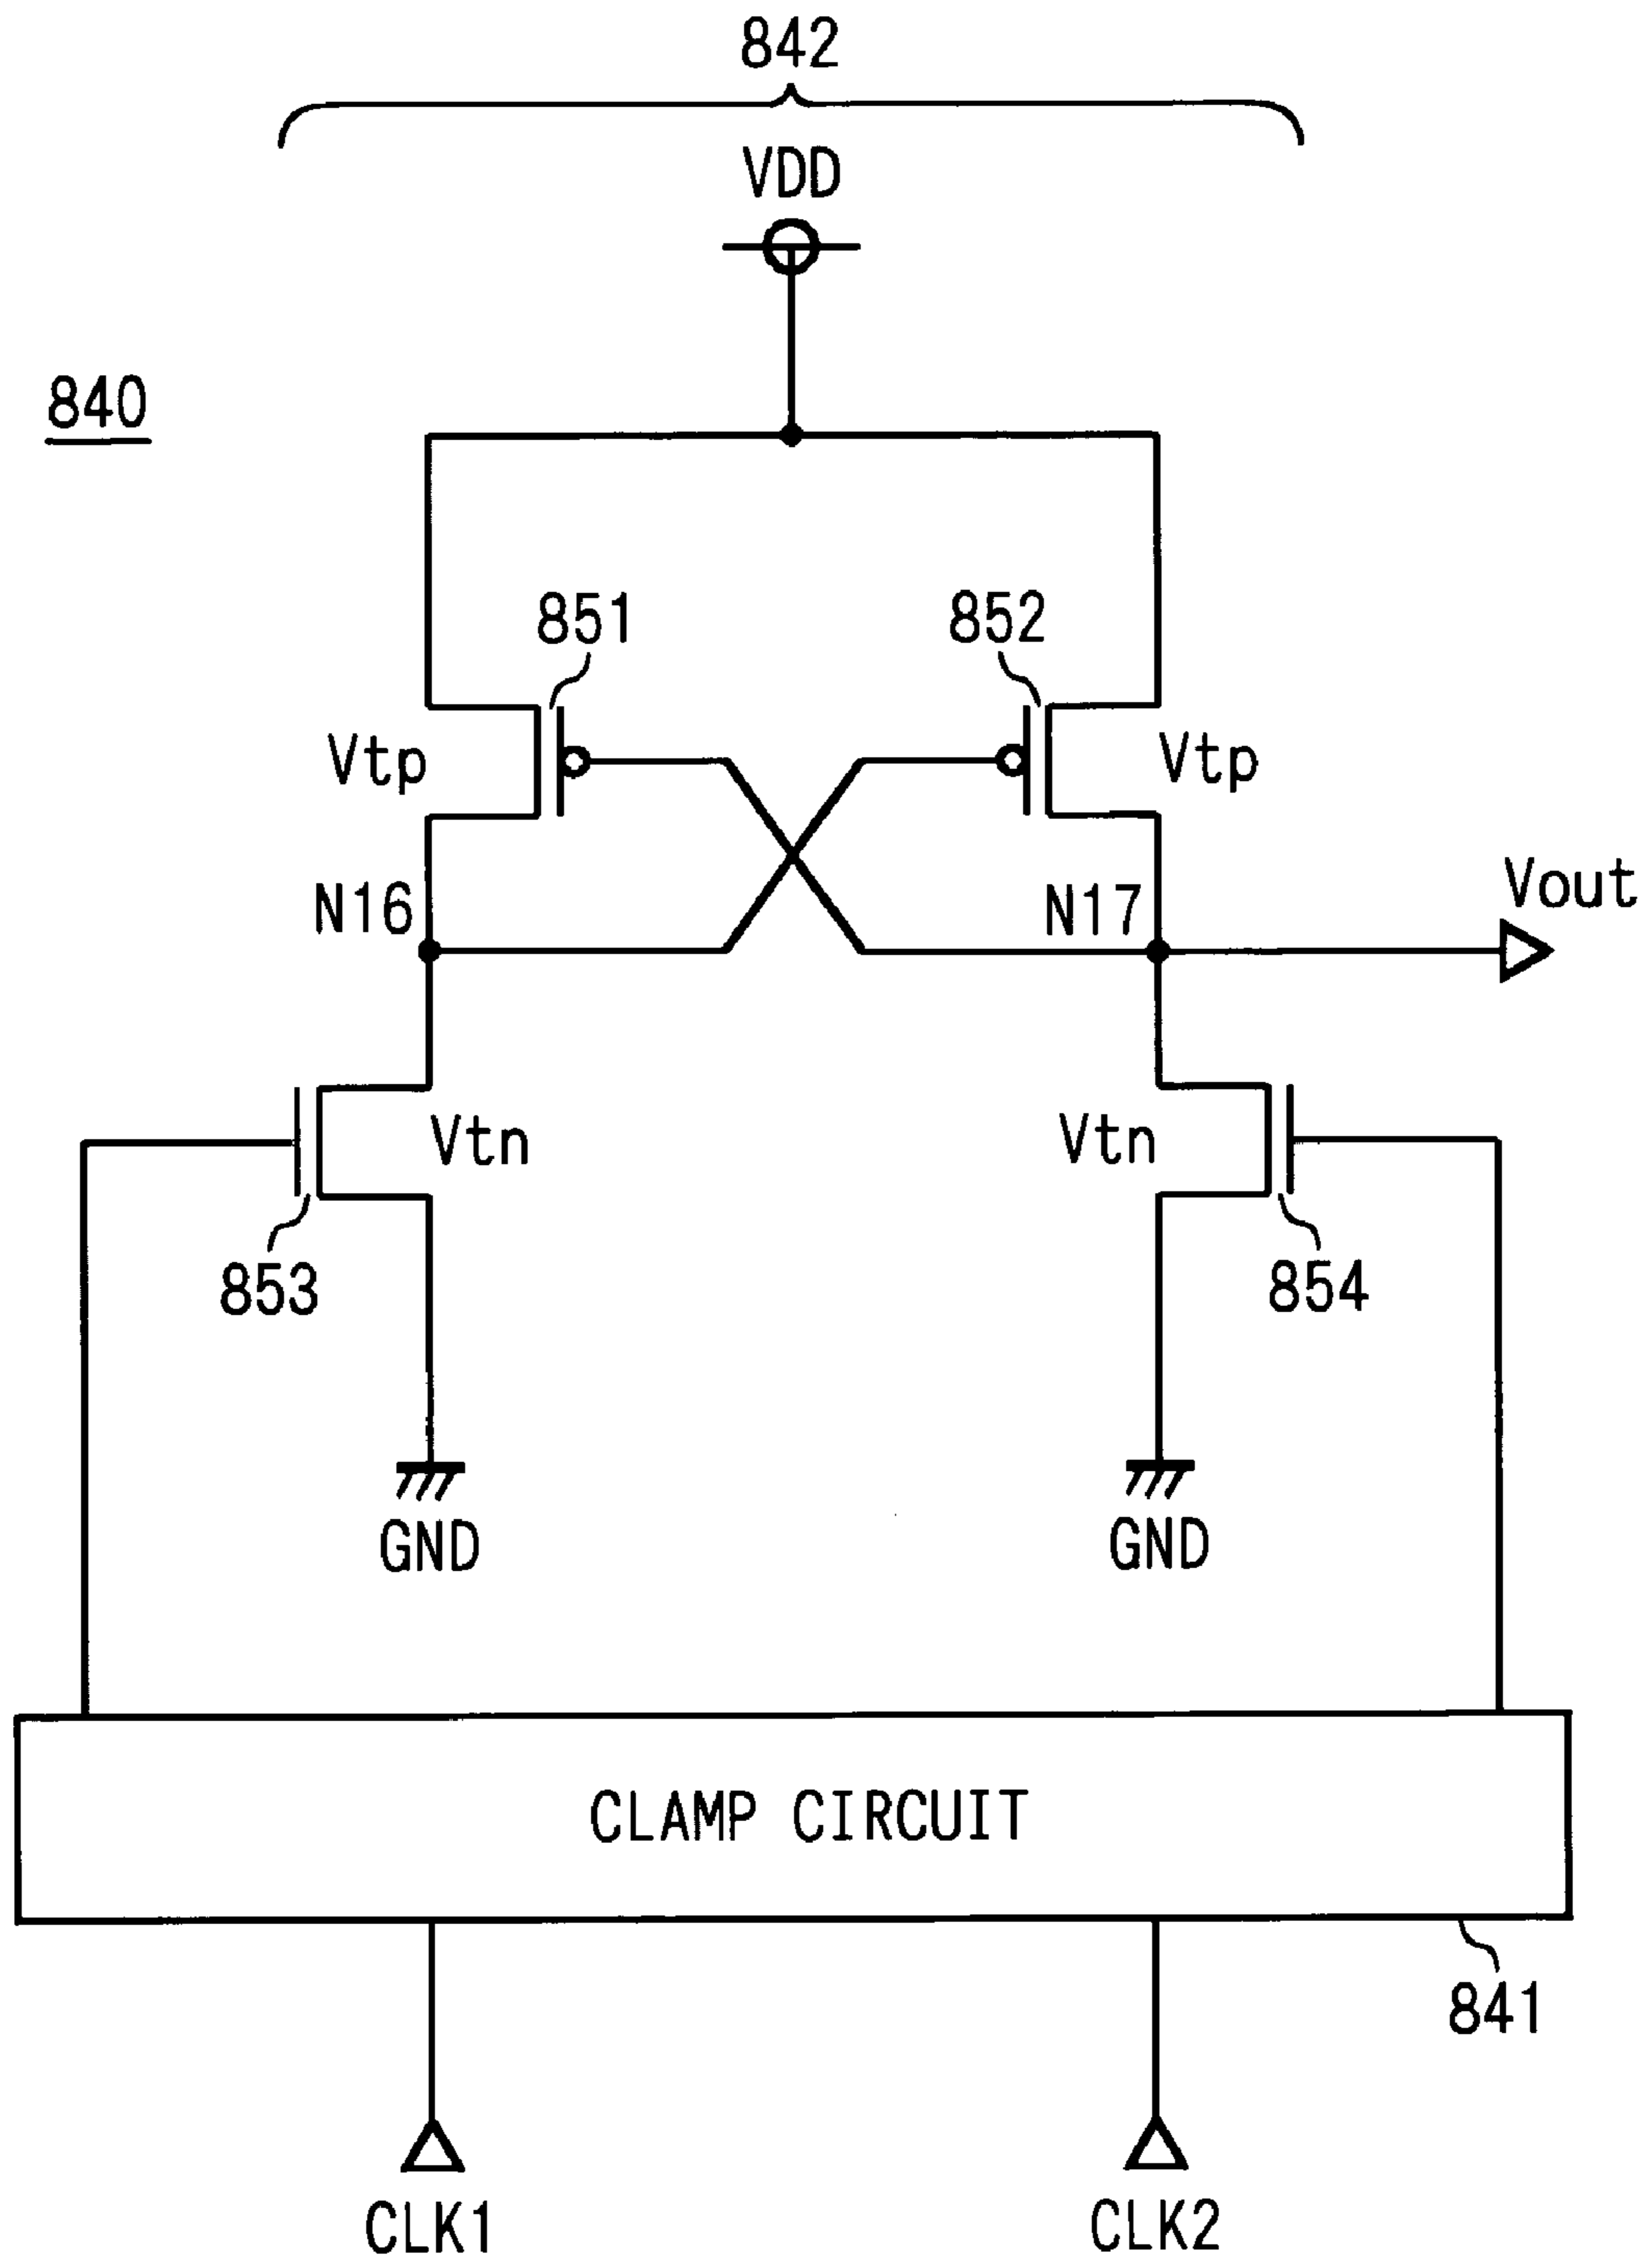 842
VDD
840
851
852
Vtp
Vtp
N16
N17
Vout
Vtn
Vtn
853
854
GND
GND
CLAMP CIRCUIT
841
CLK1
CLK2